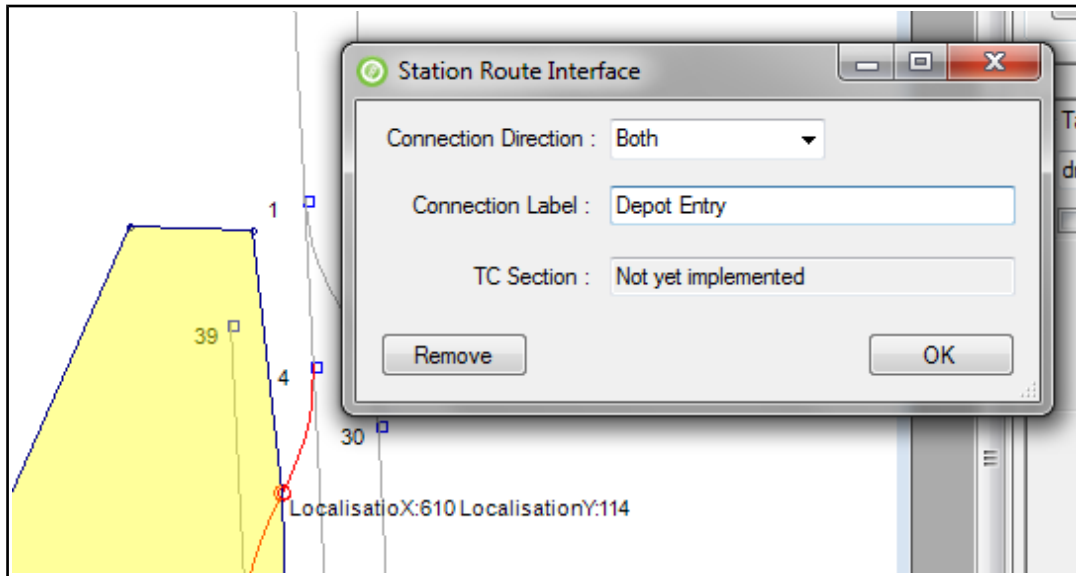 Station Route Interface
Ta
Connection Direction : Both
d
1
Connection Label : Depot Entry
TC Section : Not yet implemented
39
Remove OK
4
30
LocalisatioX:610 LocalisationY:114